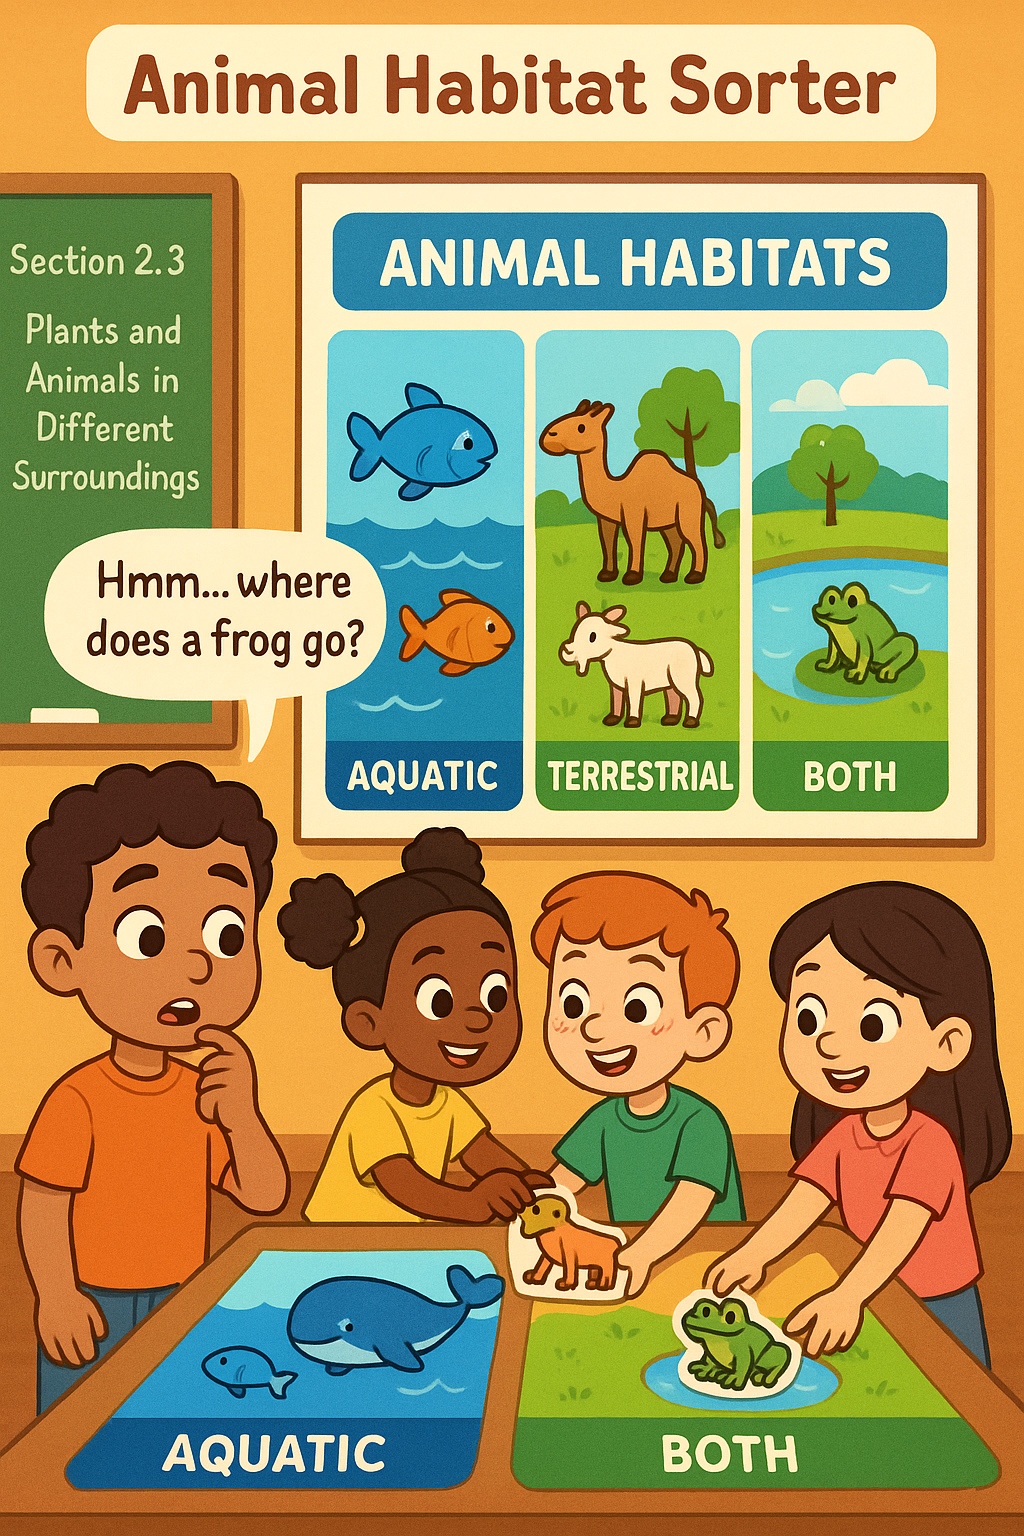 Animal Habitat Sorter
Section 2.3
Plants and
Animals in
Different
Surroundings
ANIMAL HABITATS
AQUATIC
TERRESTRIAL
BOTH
Hmm...where
does a frog go?
AQUATIC
BOTH